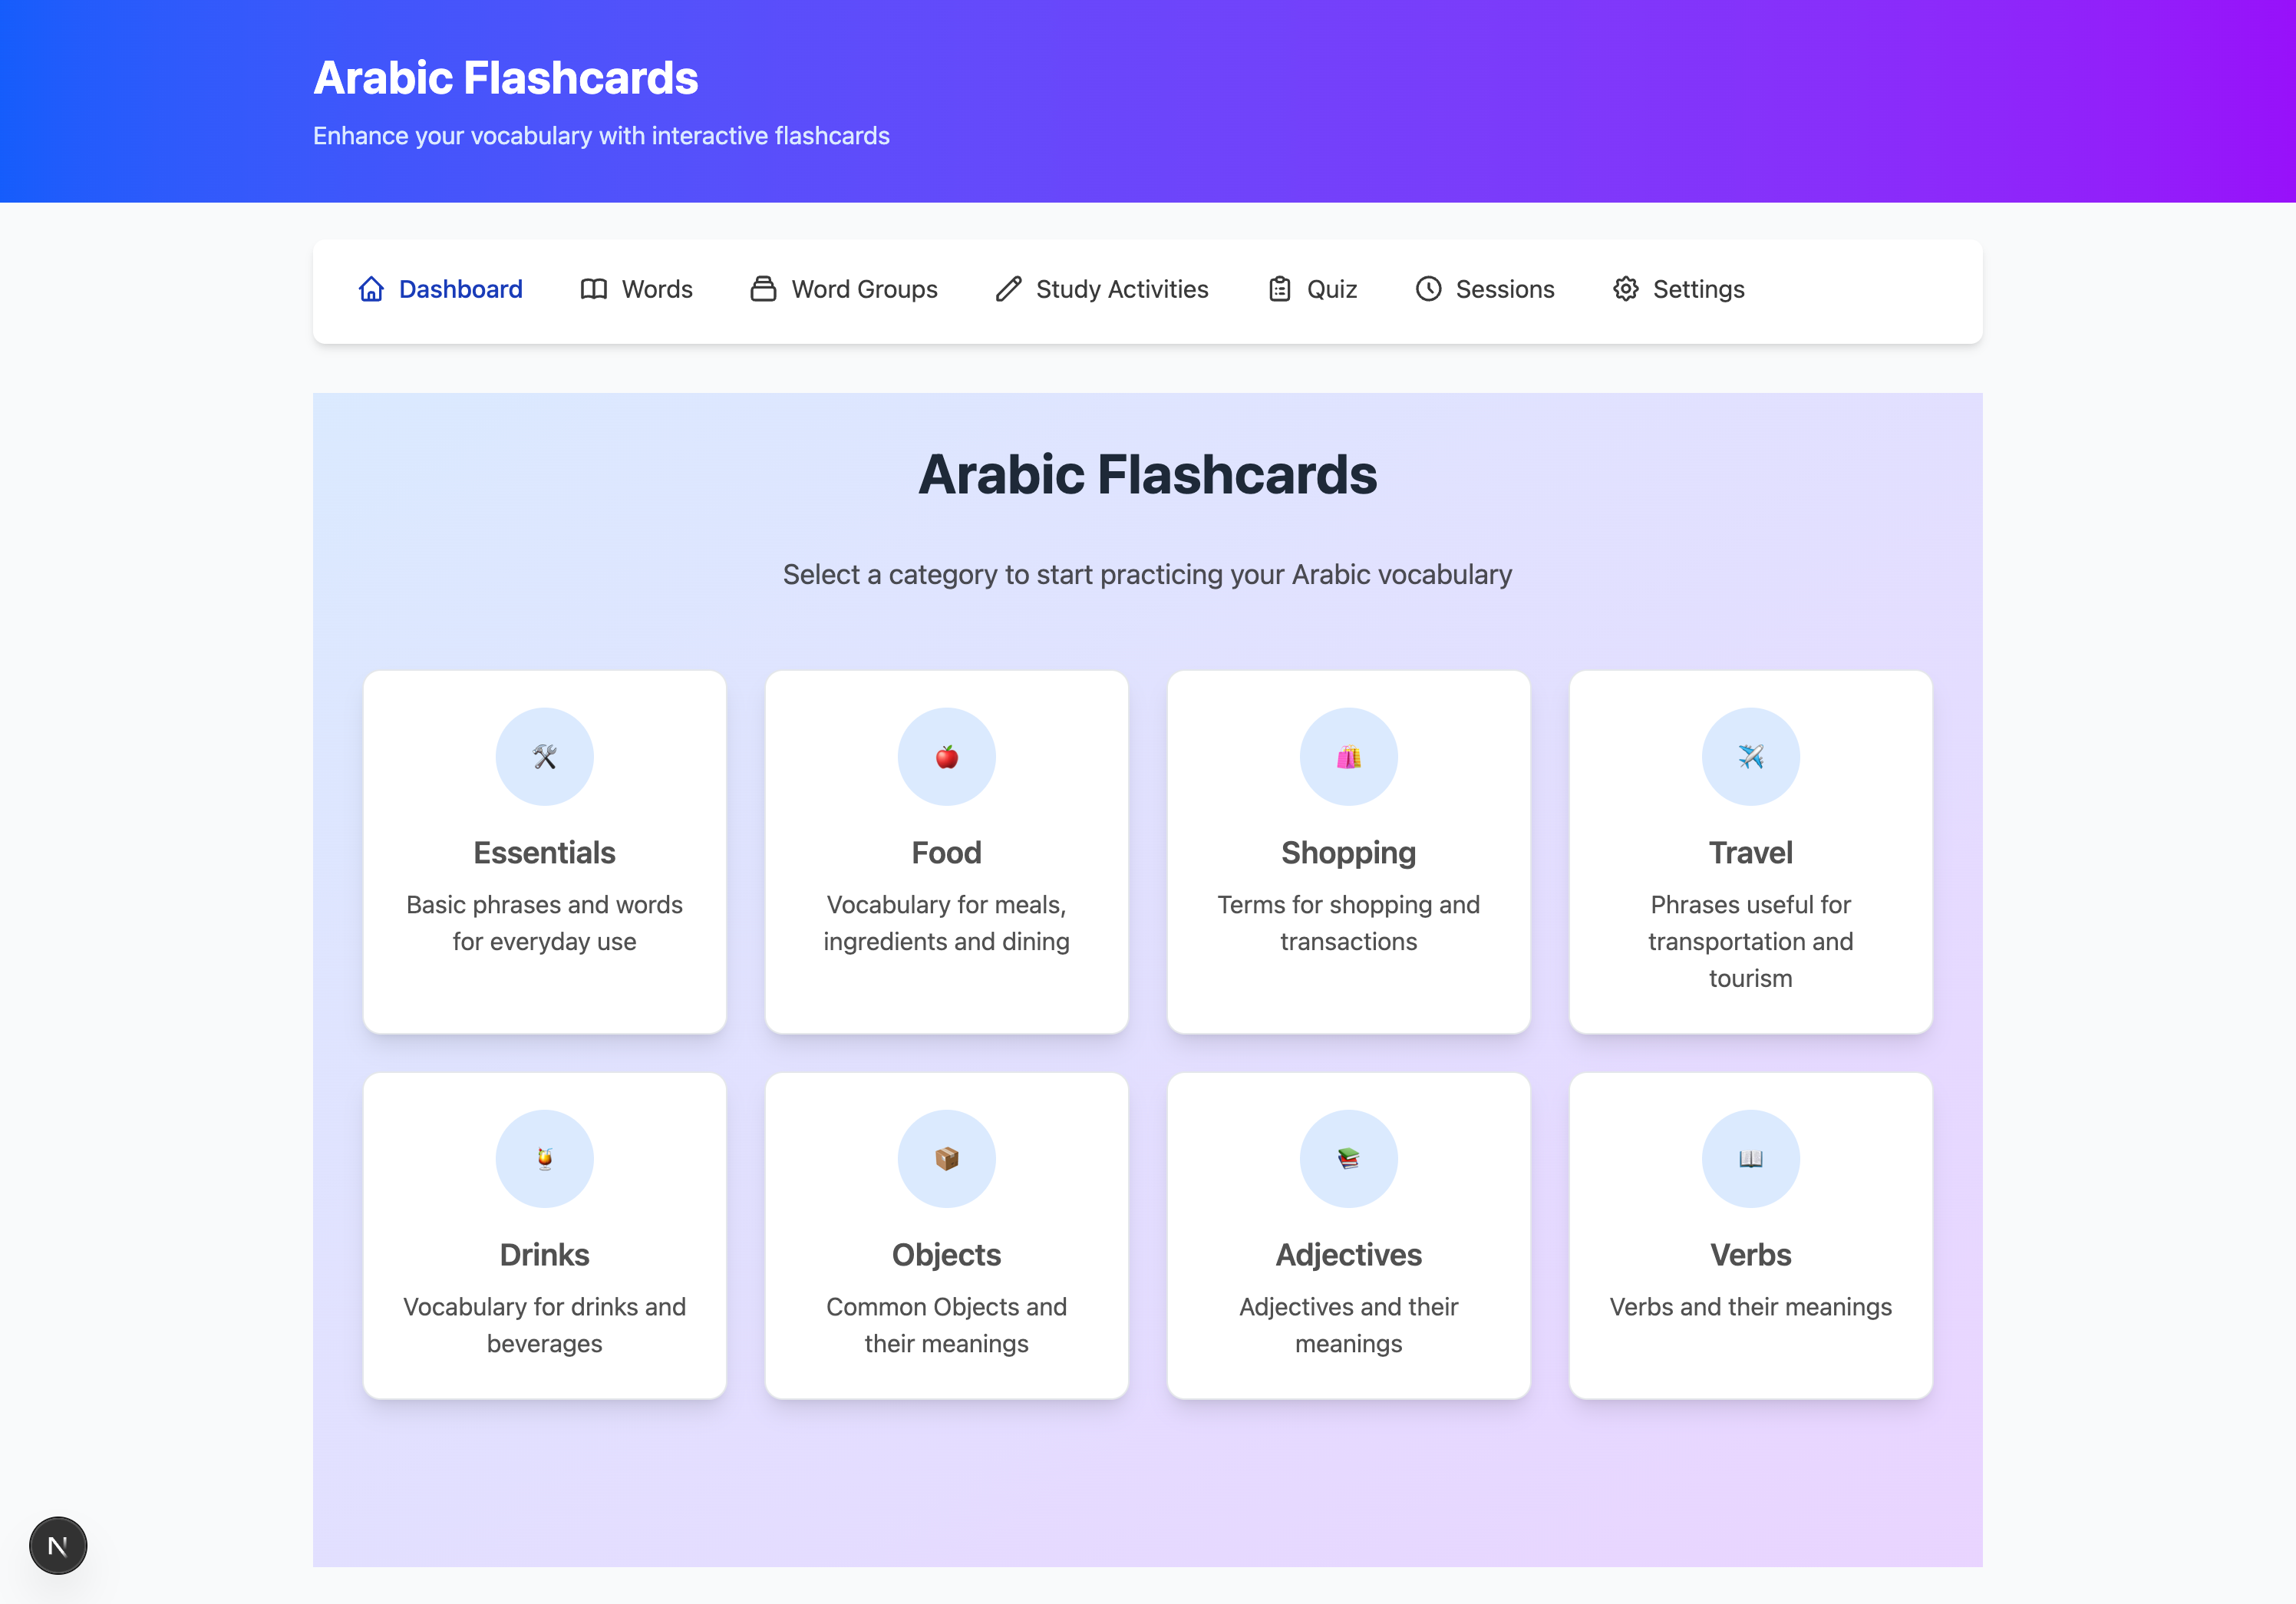 Arabic Flashcards
Enhance your vocabulary with interactive flashcards
Dashboard
Words
Word Groups
Study Activities
Quiz
Sessions
Settings
Arabic Flashcards
Select a category to start practicing your Arabic vocabulary
Essentials
Basic phrases and words
for everyday use
Food
Vocabulary for meals,
ingredients and dining
Shopping
Terms for shopping and
transactions
Travel
Phrases useful for
transportation and
tourism
Drinks
Vocabulary for drinks and
beverages
Objects
Common Objects and
their meanings
Adjectives
Adjectives and their
meanings
Verbs
Verbs and their meanings
N